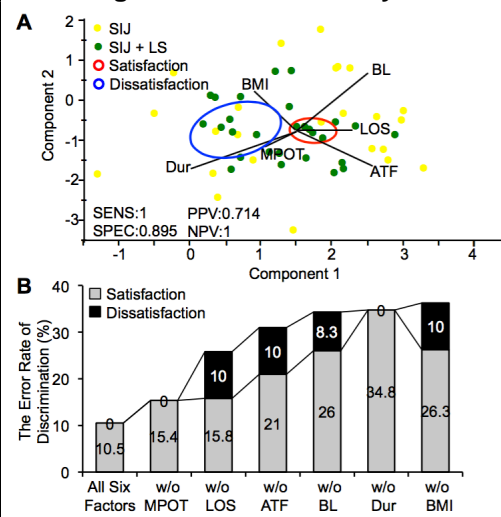 A
SIJ
SIJ + LS
Satisfaction
Dissatisfaction
Component 2
2
1
0
-1
-2
-3
BL
BMI
LOS
MPOT
ATF
Dur
SENS:1 PPV:0.714
SPEC:0.895 NPV:1
-1 0 1 2 3 4
Component 1
B
Satisfaction
Dissatisfaction
The Error Rate of
Discrimination (%)
40
30
20
10
0
0 0 10 10 8.3 0 10
10.5 15.4 15.8 21 26 34.8 26.3
All Six w/o w/o w/o w/o w/o w/o
Factors MPOT LOS ATF BL Dur BMI